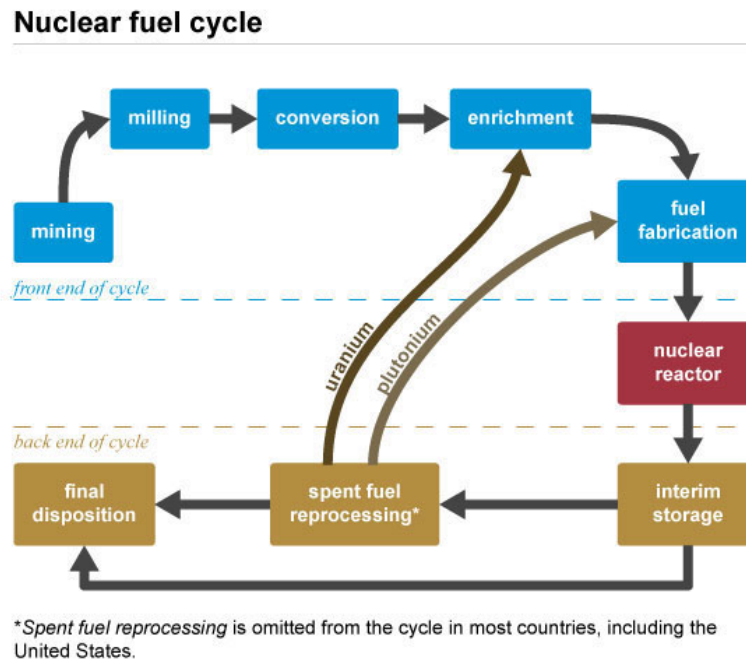 Nuclear fuel cycle
milling
conversion
enrichment
mining
fuel
fabrication
front end of cycle
uranium
plutonium
nuclear
reactor
back end of cycle
final
disposition
spent fuel
reprocessing*
interim
storage
*Spent fuel reprocessing is omitted from the cycle in most countries, including the
United States.